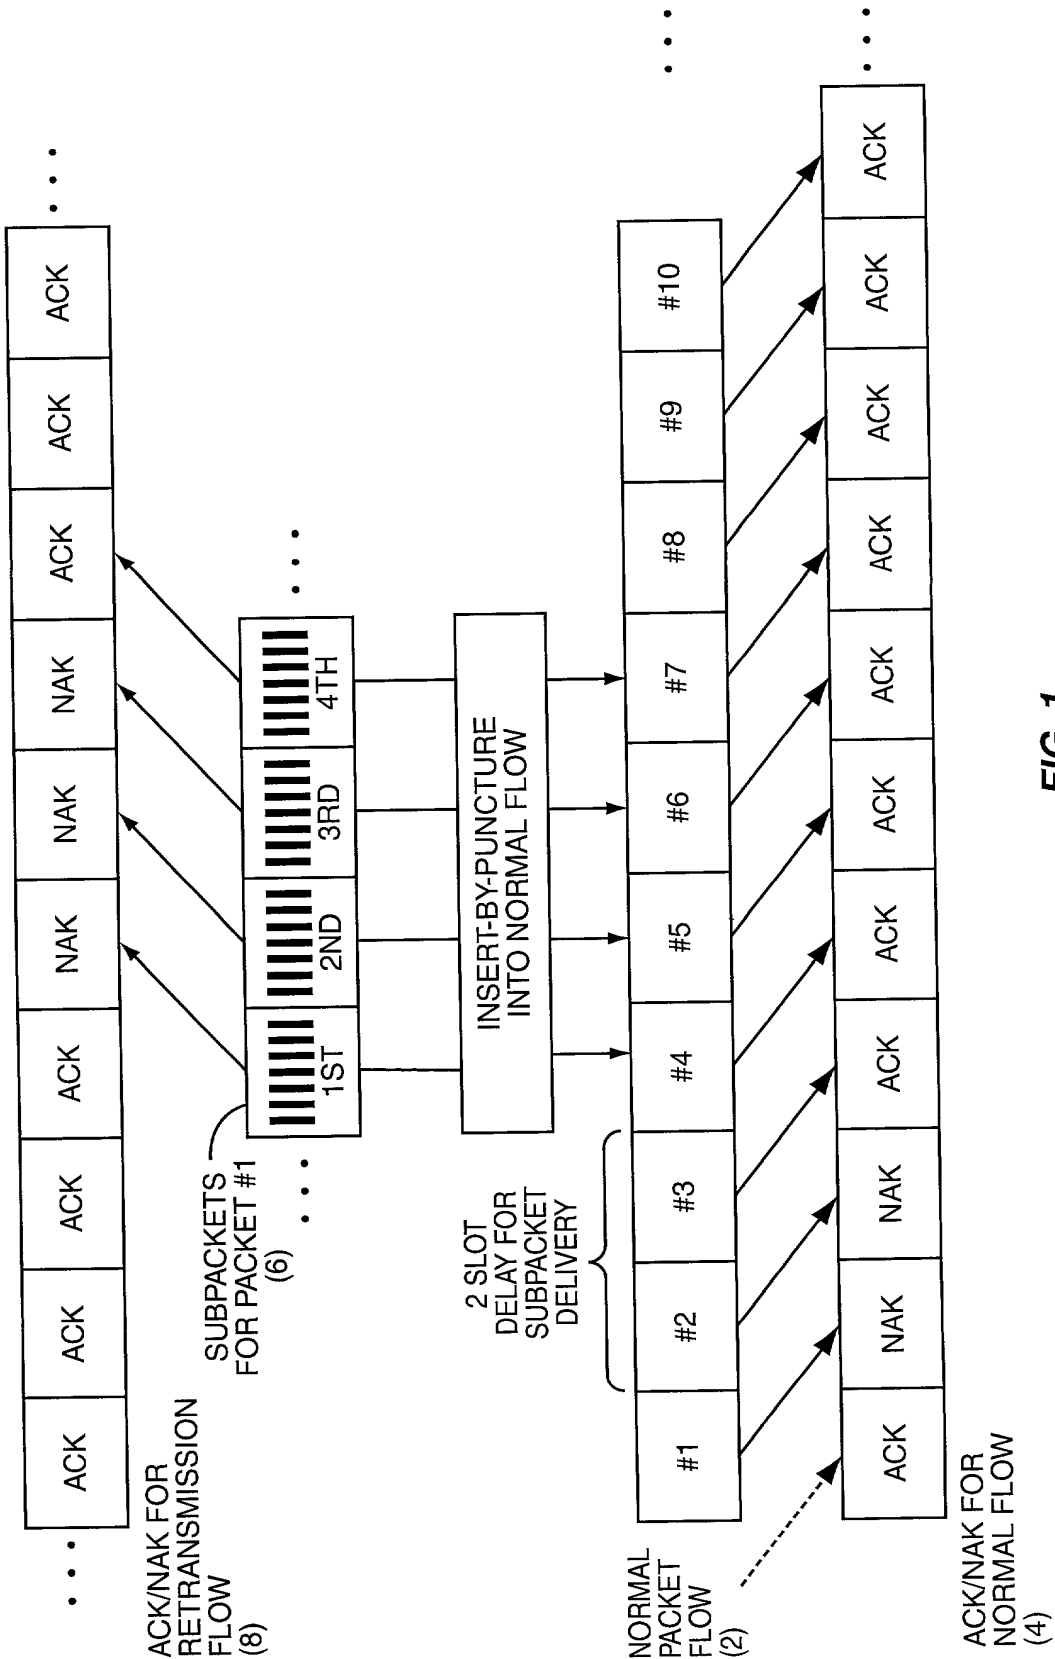 ACK ACK ACK ACK NAK NAK NAK ACK ACK ACK
ACK/NAK FOR
RETRANSMISSION
FLOW
(8)
SUBPACKETS
FOR PACKET #1
(6)
1ST 2ND 3RD 4TH
INSERT-BY-PUNCTURE
INTO NORMAL FLOW
2 SLOT
DELAY FOR
SUBPACKET
DELIVERY
#1 #2 #3 #4 #5 #6 #7 #8 #9 #10
NORMAL
PACKET
FLOW
(2)
ACK NAK NAK ACK ACK ACK ACK ACK ACK ACK ACK
ACK/NAK FOR
NORMAL FLOW
(4)